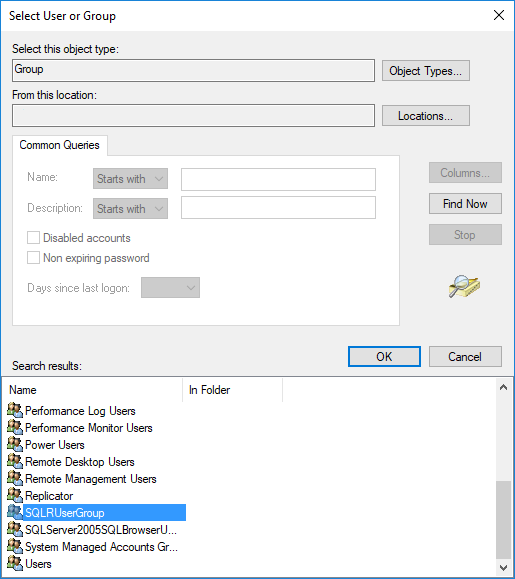 Select User or Group
Select this object type:
Group
Object Types...
From this location:
Locations...
Common Queries
Name:
Starts with
Columns...
Description:
Starts with
Find Now
Disabled accounts
Stop
Non expiring password
Days since last logon:
OK
Cancel
Search results:
Name
In Folder
Performance Log Users
Performance Monitor Users
Power Users
Remote Desktop Users
Remote Management Users
Replicator
SQLRUserGroup
SQLServer2005SQLBrowserU...
System Managed Accounts Gr...
Users